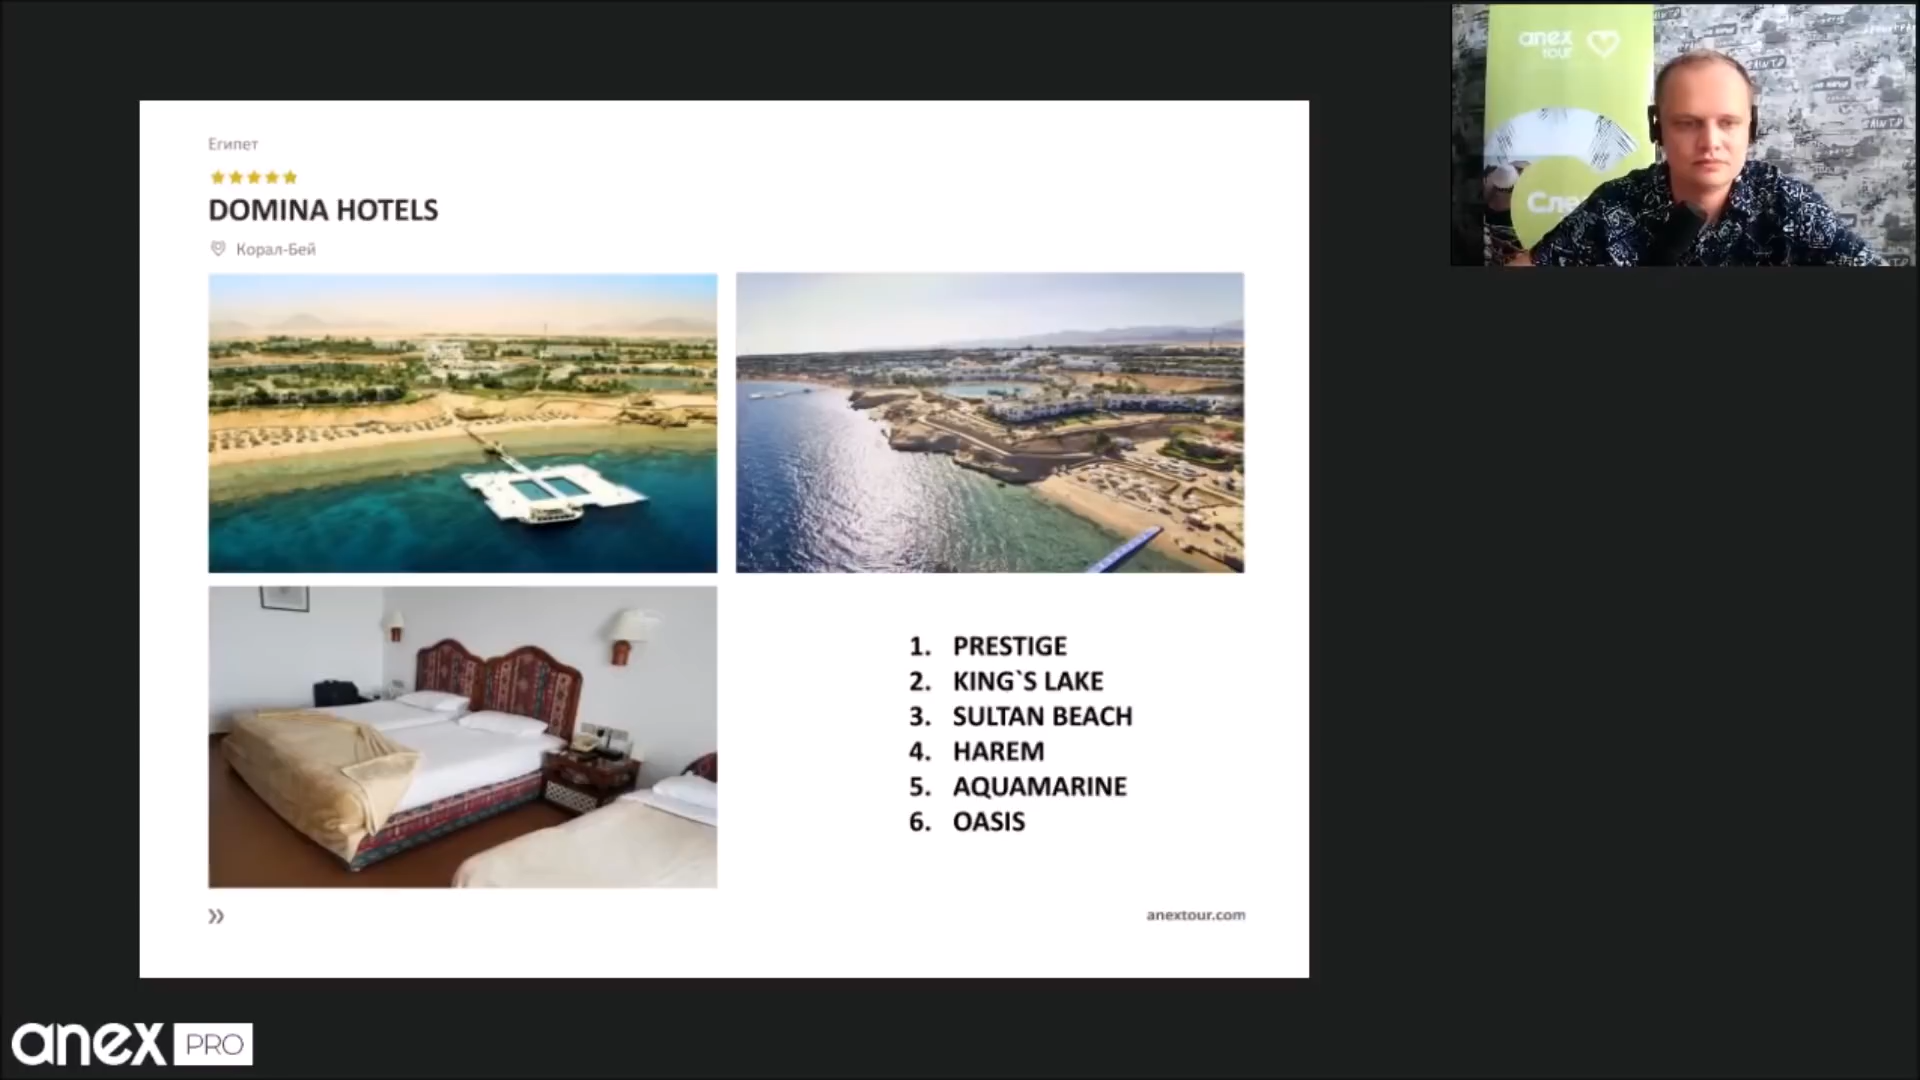 Египет
DOMINA HOTELS
Корал-Бей
1. PRESTIGE
2. KING`S LAKE
3. SULTAN BEACH
4. HAREM
5. AQUAMARINE
6. OASIS
anextour.com
anex
tour
Сле
anex PRO